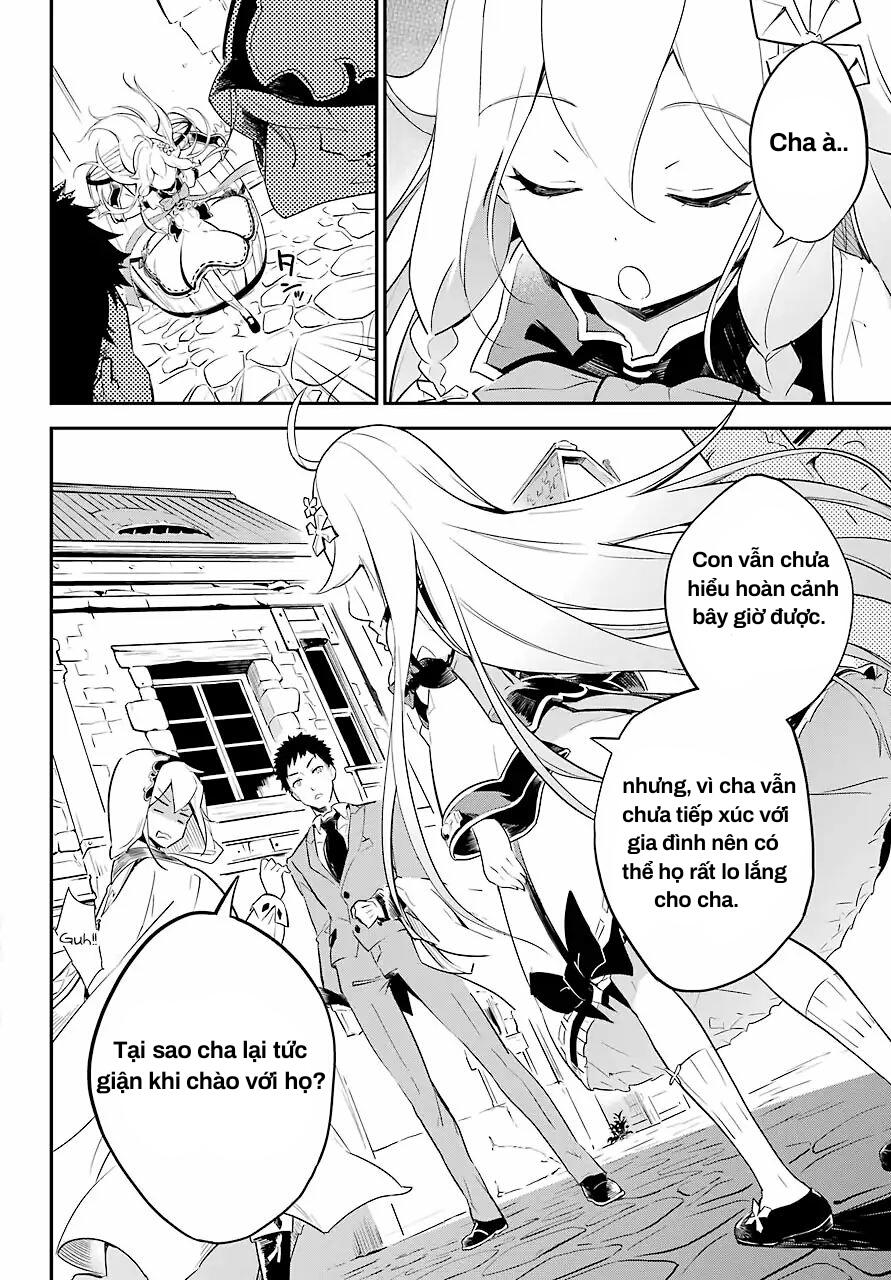 Cha à..
タッ
Con vẫn chưa
hiểu hoàn cảnh
bây giờ được.
nhưng, vì cha vẫn
chưa tiếp xúc với
gia đình nên có
thể họ rất lo lắng
cho cha.
Guh!!
Tại sao cha lại tức
giận khi chào với họ?